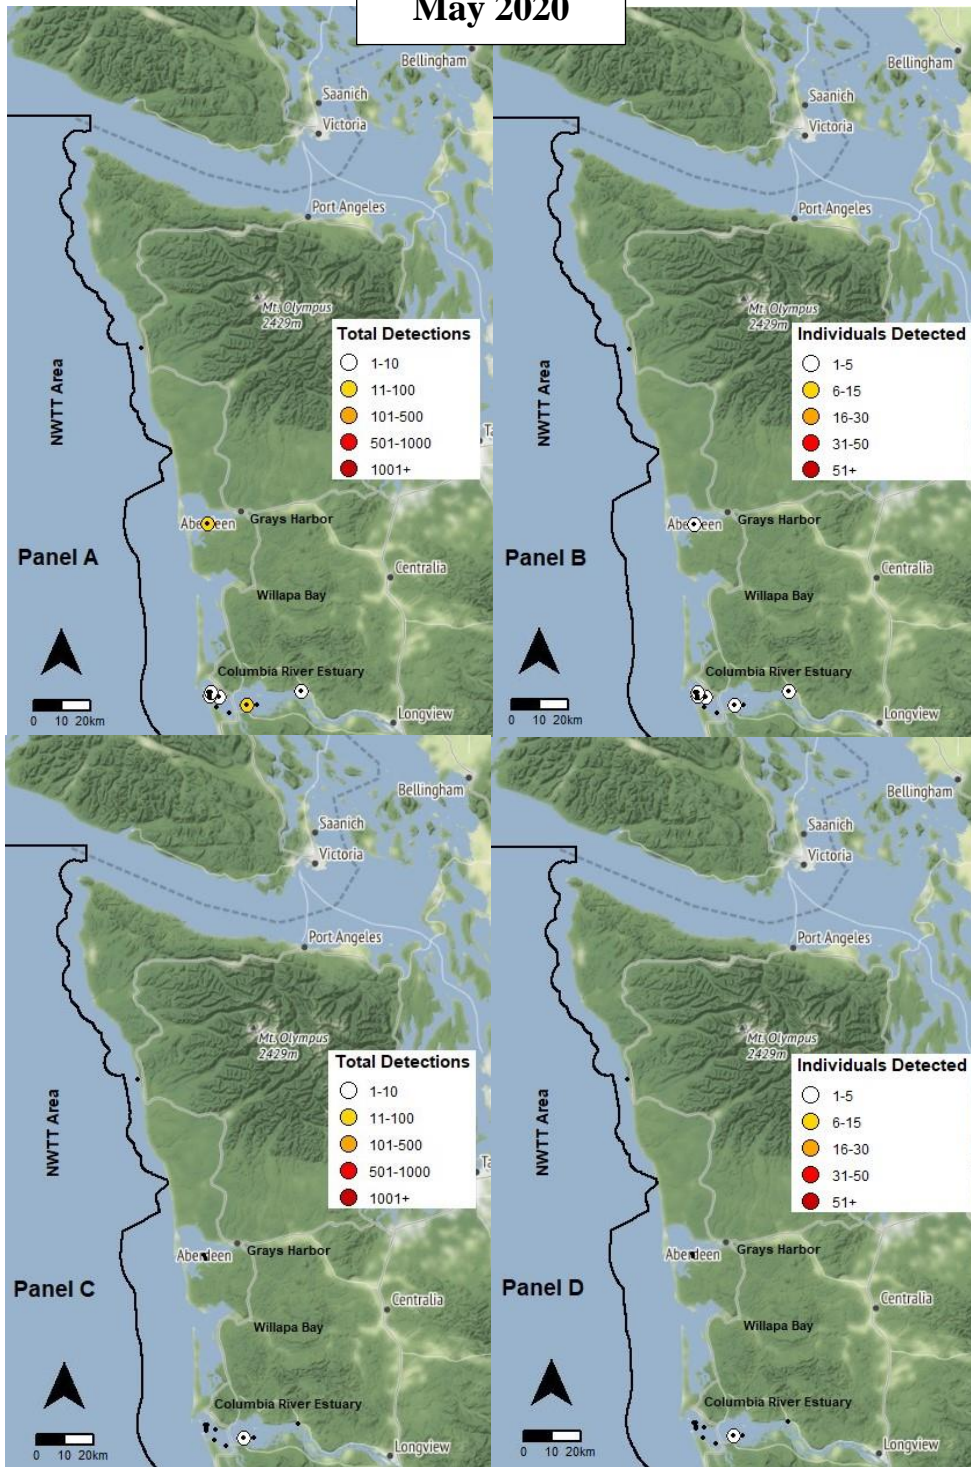 May 2020
Bellingham
Saanich
Victoria
Port Angeles
Mt. Olympus
2429m
Total Detections
1-10
11-100
101-500
501-1000
1001+
NWTT Area
Ta
Aberdeen
Grays Harbor
Panel A
Centralia
Willapa Bay
Columbia River Estuary
0 10 20km
Longview
Bellingham
Saanich
Victoria
Port Angeles
Mt. Olympus
2429m
Individuals Detected
1-5
6-15
16-30
31-50
51+
NWTT Area
Aberdeen
Grays Harbor
Panel B
Centralia
Willapa Bay
Columbia River Estuary
0 10 20km
Longview
Bellingham
Saanich
Victoria
Port Angeles
Mt. Olympus
2429m
Total Detections
1-10
11-100
101-500
501-1000
1001+
NWTT Area
Ta
Aberdeen
Grays Harbor
Panel C
Centralia
Willapa Bay
Columbia River Estuary
0 10 20km
Longview
Bellingham
Saanich
Victoria
Port Angeles
Mt. Olympus
2429m
Individuals Detected
1-5
6-15
16-30
31-50
51+
NWTT Area
Aberdeen
Grays Harbor
Panel D
Centralia
Willapa Bay
Columbia River Estuary
0 10 20km
Longview